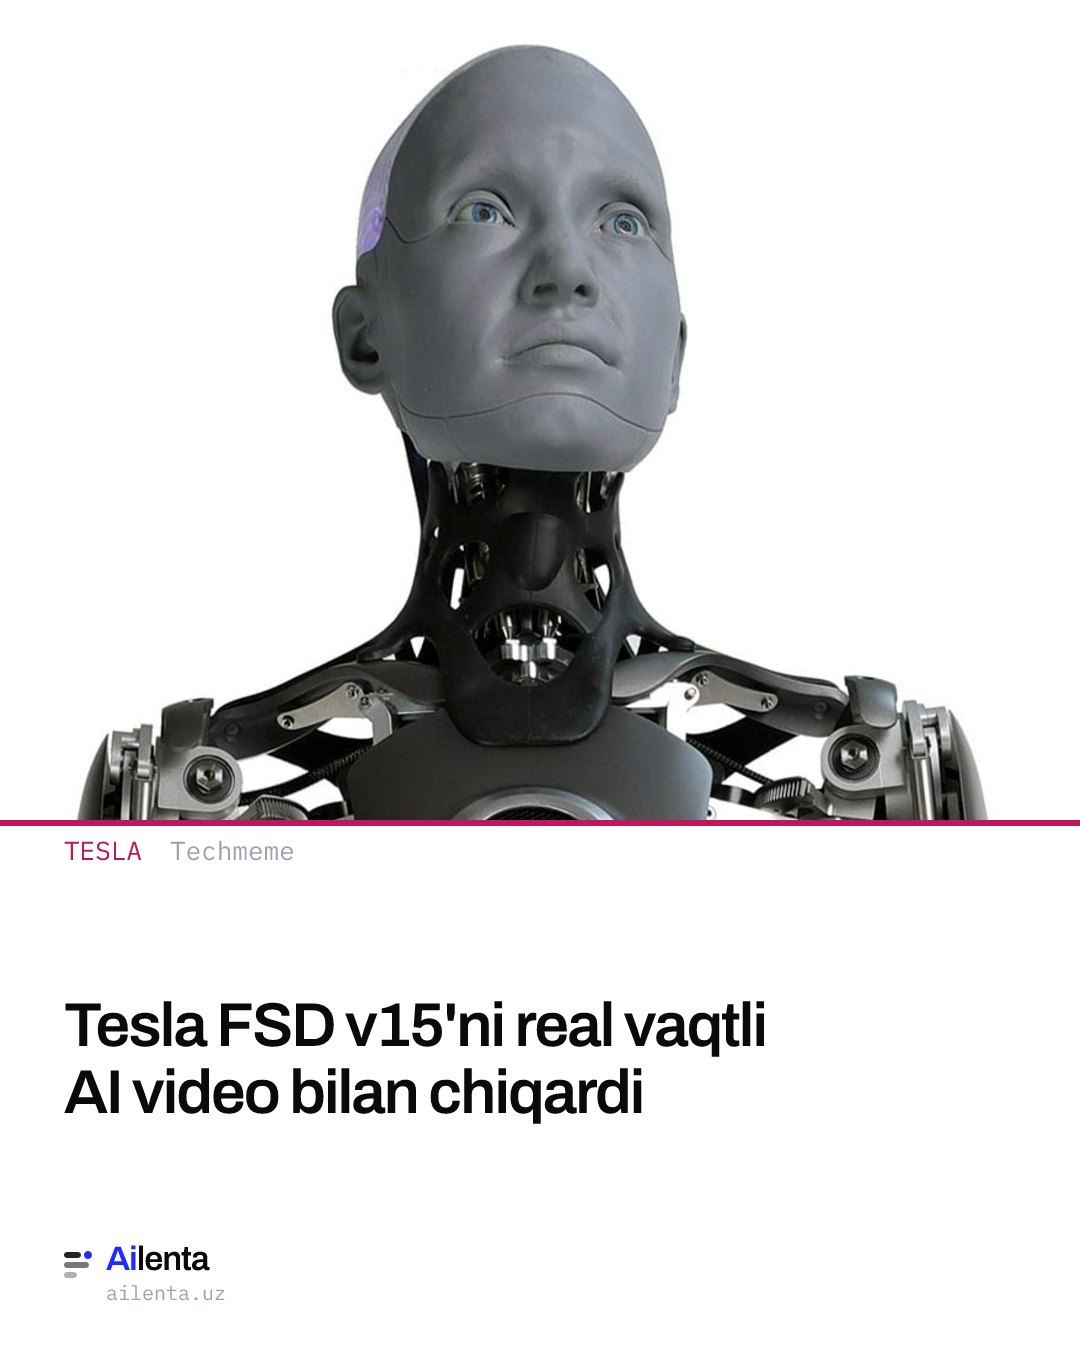 TESLA Techmeme
Tesla FSD v15'ni real vaqtli
AI video bilan chiqardi
Ailenta
ailenta.uz